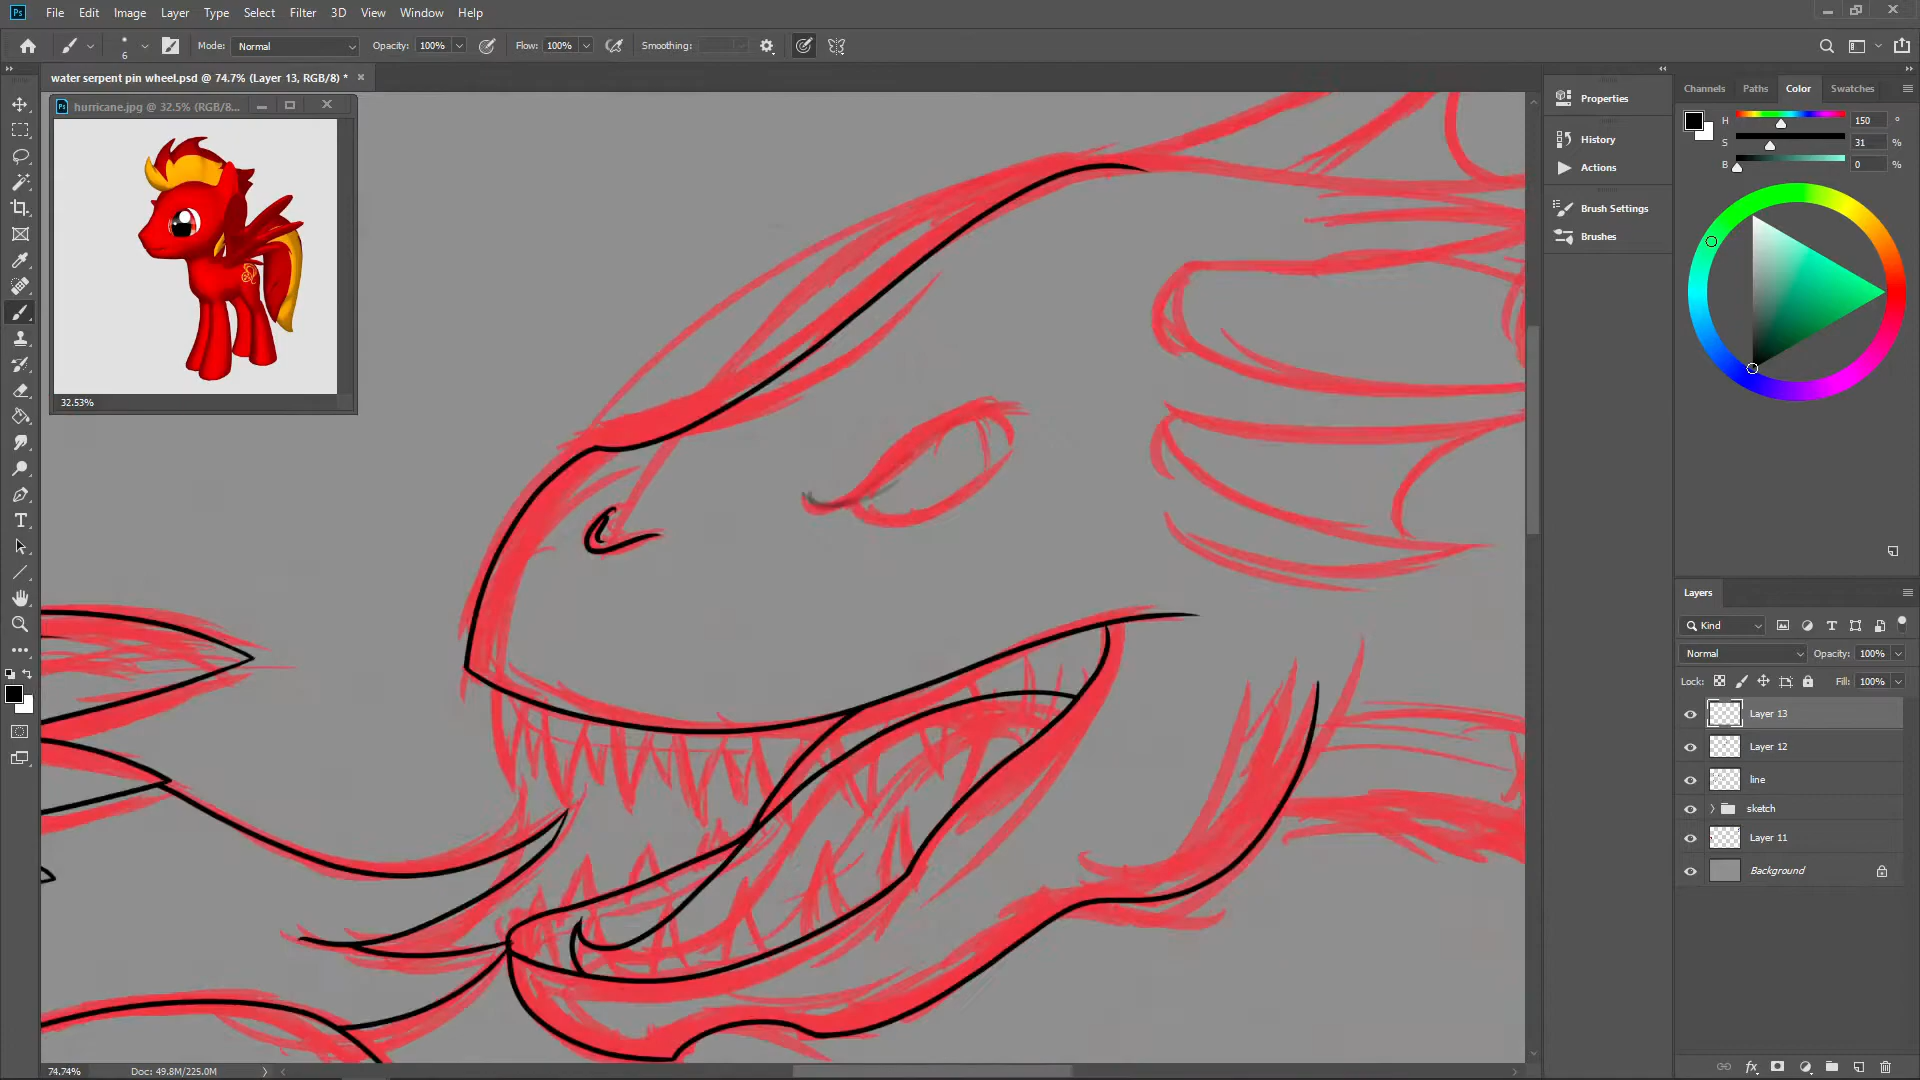 Ps File Edit Image Layer Type Select Filter 3D View Window Help
6 Mode: Normal Opacity: 100% Flow: 100% Smoothing:
water serpent pin wheel.psd @ 74.7% (Layer 13, RGB/8) *
Ps hurricane.jpg @ 32.5% (RGB/8...
32.53%
Properties
History
Actions
Brush Settings
Brushes
Channels Paths Color Swatches
H 150 °
S 31 %
B 0 %
Layers
Kind
Normal Opacity: 100%
Lock: Fill: 100%
Layer 13
Layer 12
line
sketch
Layer 11
Background
74.74% Doc: 49.8M/225.0M